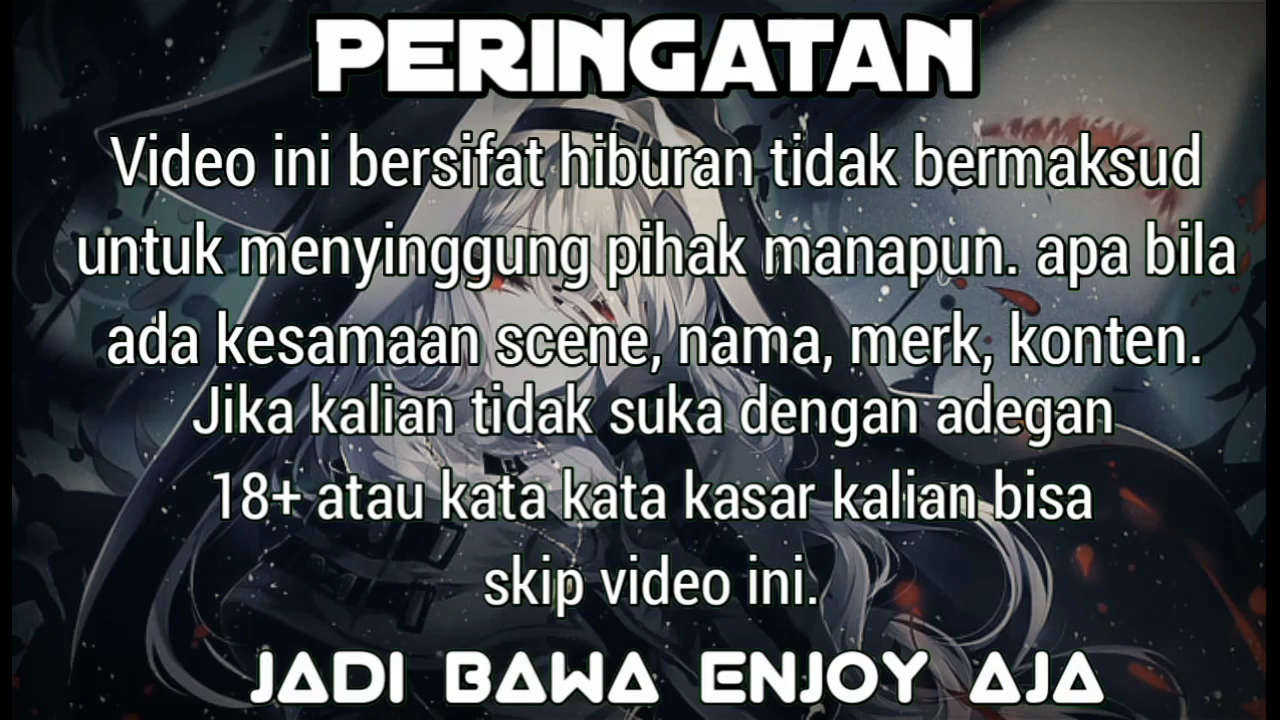 PERINGATAN
Video ini bersifat hiburan tidak bermaksud
untuk menyinggung pihak manapun. apa bila
ada kesamaan scene, nama, merk, konten.
Jika kalian tidak suka dengan adegan
18+ atau kata kata kasar kalian bisa
skip video ini.
JADI BAWA ENJOY AJA